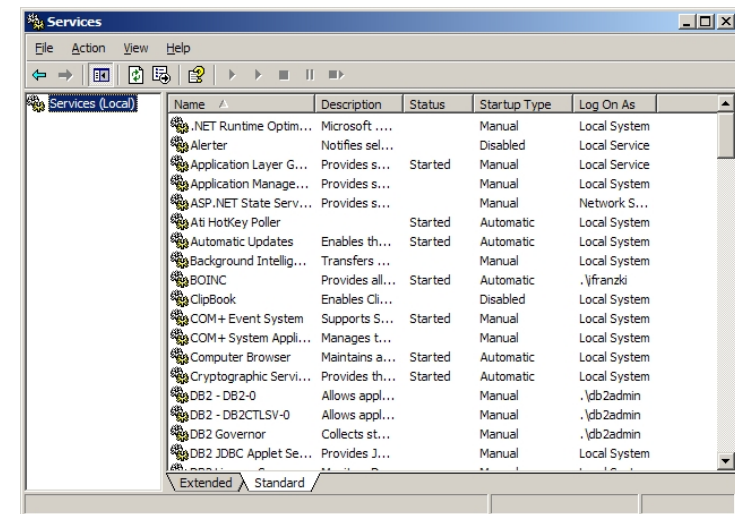 Services
File Action View Help
Services (Local)
Name Description Status Startup Type Log On As
.NET Runtime Optim... Microsoft .... Manual Local System
Alerter Notifies sel... Disabled Local Service
Application Layer G... Provides s... Started Manual Local Service
Application Manage... Provides s... Manual Local System
ASP.NET State Serv... Provides s... Manual Network S...
Ati HotKey Poller Started Automatic Local System
Automatic Updates Enables th... Started Automatic Local System
Background Intellig... Transfers ... Manual Local System
BOINC Provides all... Started Automatic .\jfranzki
ClipBook Enables Cli... Disabled Local System
COM+ Event System Supports S... Started Manual Local System
COM+ System Appli... Manages t... Manual Local System
Computer Browser Maintains a... Started Automatic Local System
Cryptographic Servi... Provides th... Started Automatic Local System
DB2 - DB2-0 Allows appl... Manual .\db2admin
DB2 - DB2CTLSV-0 Allows appl... Manual .\db2admin
DB2 Governor Collects st... Manual .\db2admin
DB2 JDBC Applet Se... Provides J... Manual Local System
Extended Standard